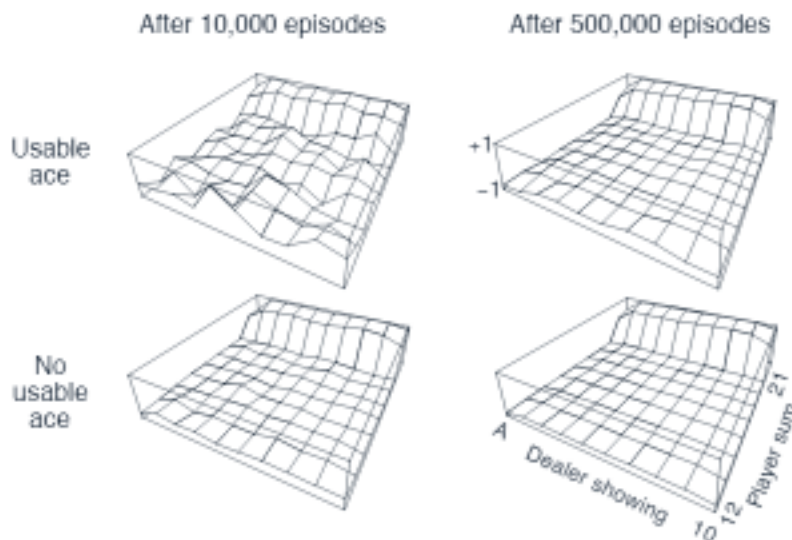 After 10,000 episodes
After 500,000 episodes
Usable
ace
+1
−1
No
usable
ace
A
Dealer showing
10
12
Player sum
21